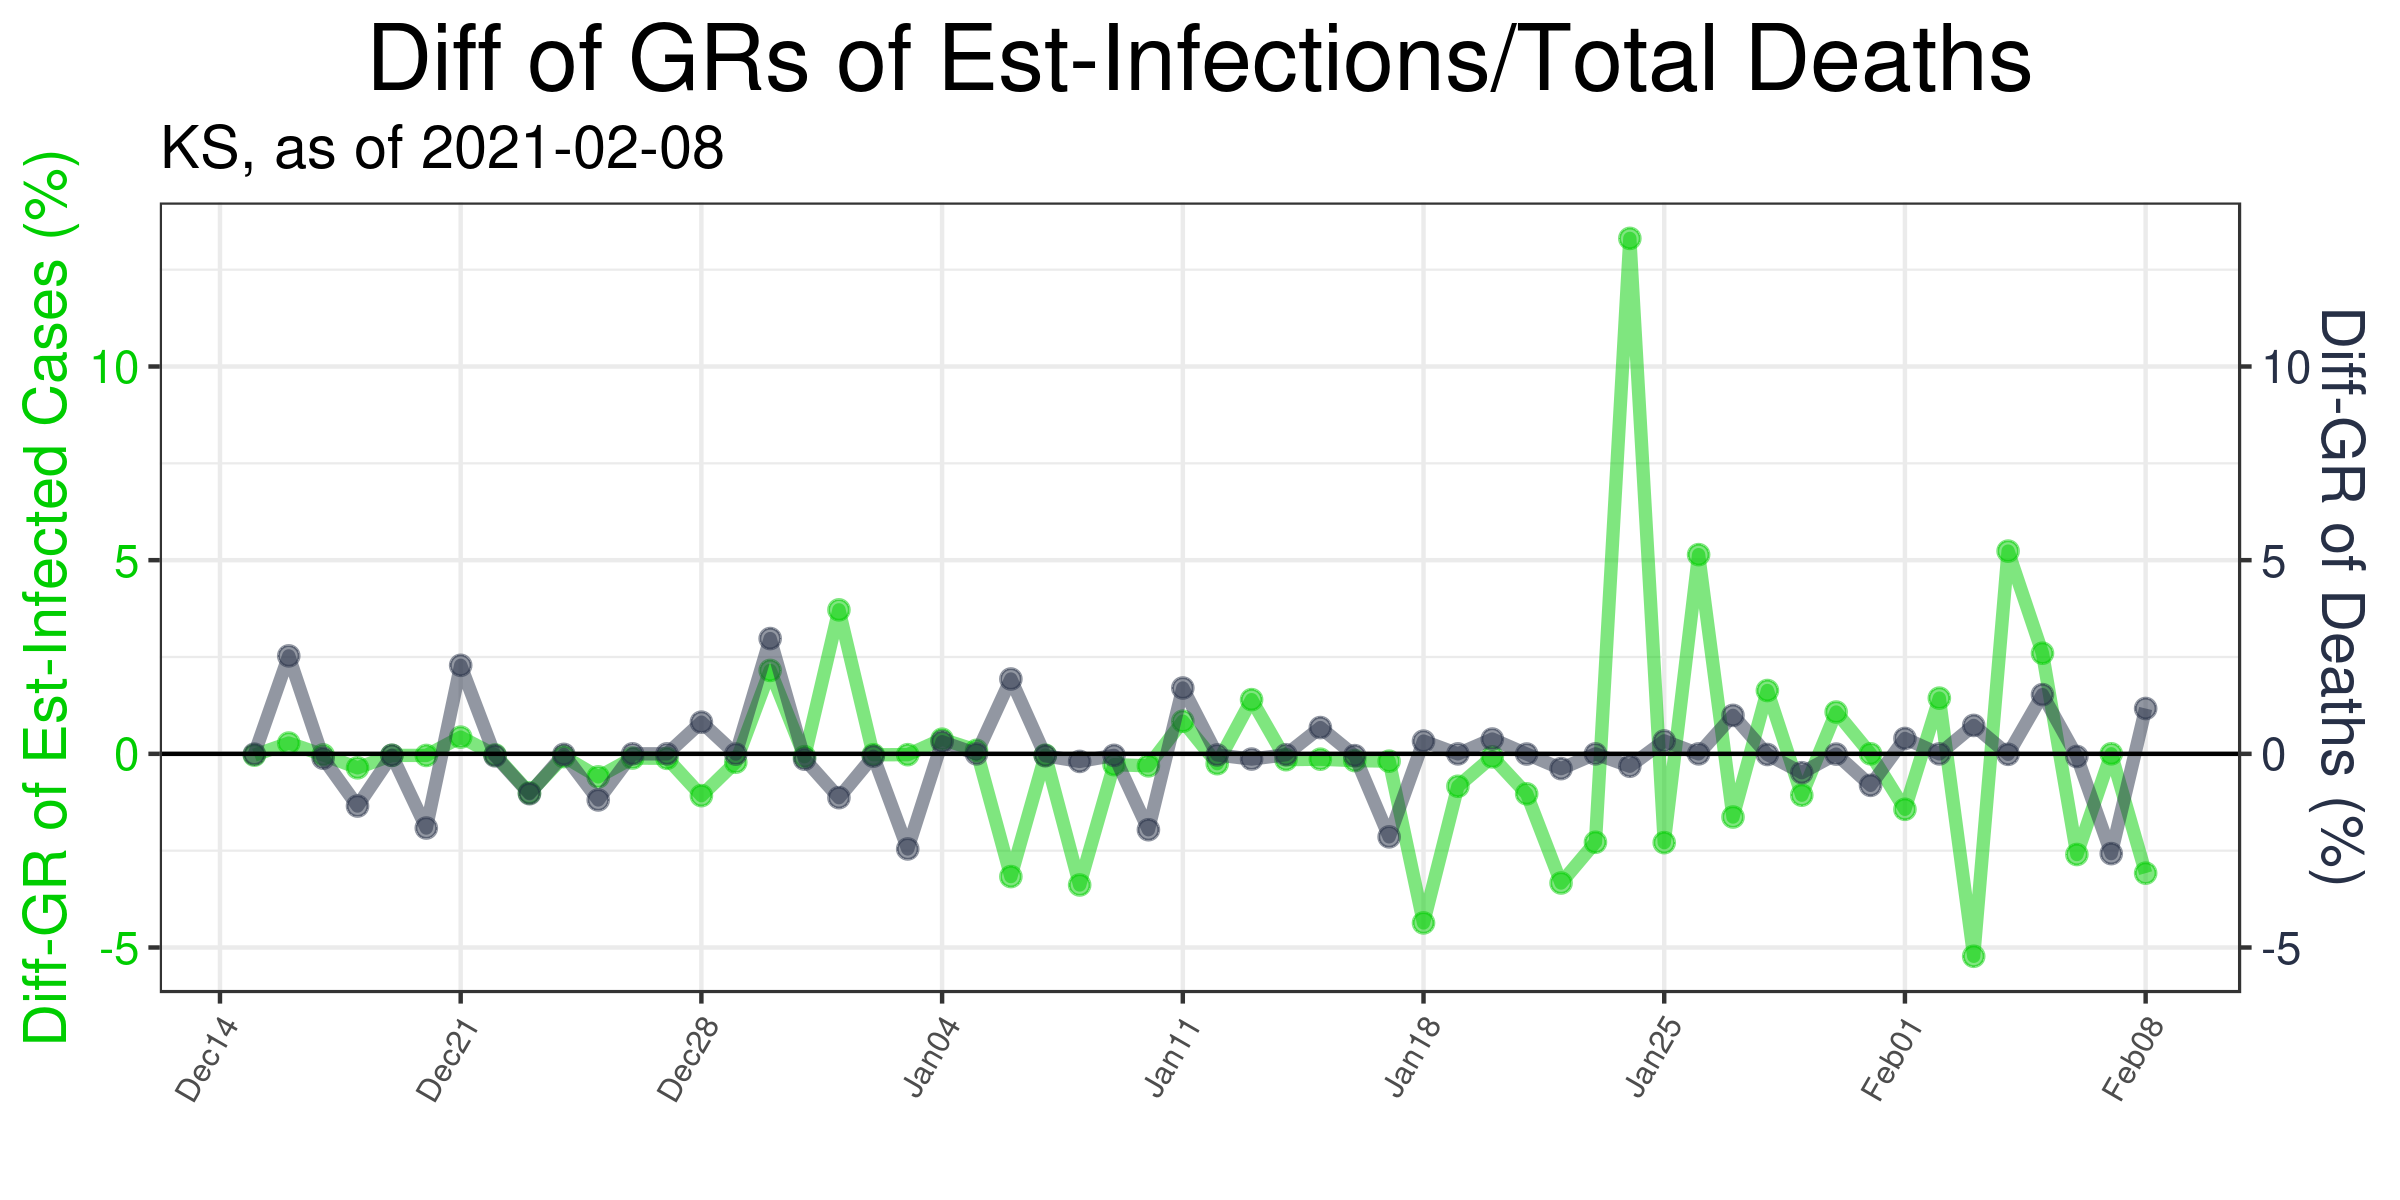 Diff of GRs of Est-Infections/Total Deaths
KS, as of 2021-02-08
Diff-GR of Est-Infected Cases (%)
10
5
0
-5
10
5
0
-5
Diff-GR of Deaths (%)
Dec14
Dec21
Dec28
Jan04
Jan11
Jan18
Jan25
Feb01
Feb08